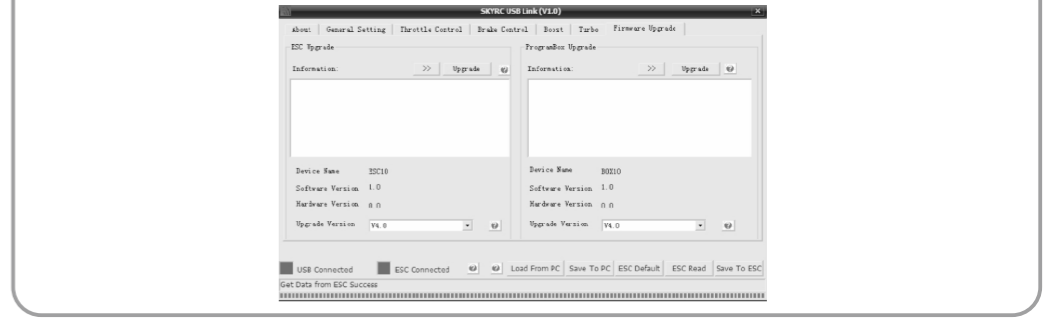 SKYRC USB Link (V1.0)
About General Setting Throttle Control Brake Control Boost Turbo Firmware Upgrade
ESC Upgrade ProgramBox Upgrade
Information: >> Upgrade Information: >> Upgrade
Device Name ESC10 Device Name BOX10
Software Version 1.0 Software Version 1.0
Hardware Version 0.0 Hardware Version 0.0
Upgrade Version V4.0 Upgrade Version V4.0
USB Connected ESC Connected Load From PC Save To PC ESC Default ESC Read Save To ESC
Get Data from ESC Success